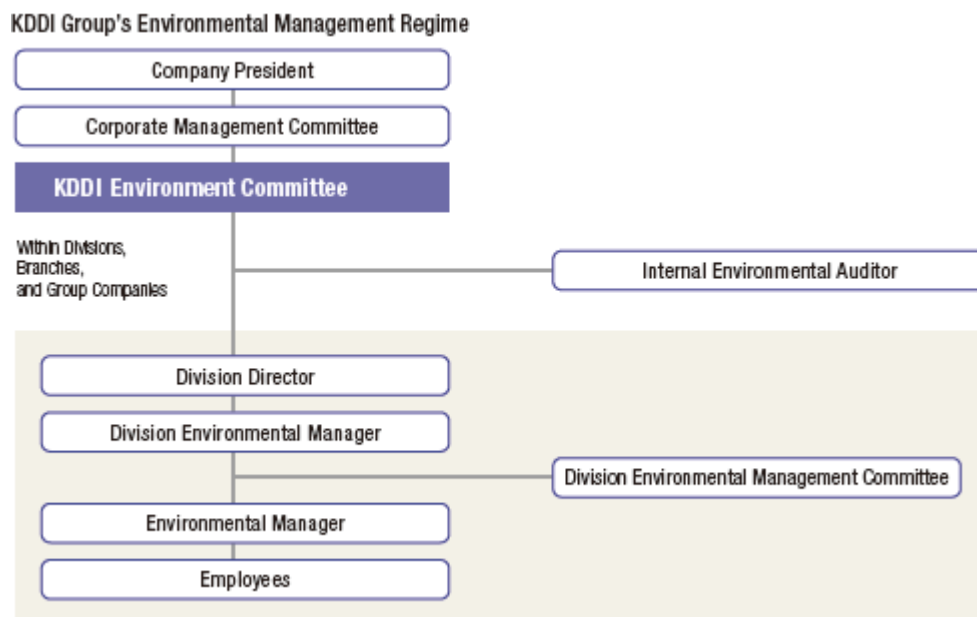 KDDI Group's Environmental Management Regime
Company President
Corporate Management Committee
KDDI Environment Committee
Within Divisions,
Branches,
and Group Companies
Internal Environmental Auditor
Division Director
Division Environmental Manager
Division Environmental Management Committee
Environmental Manager
Employees